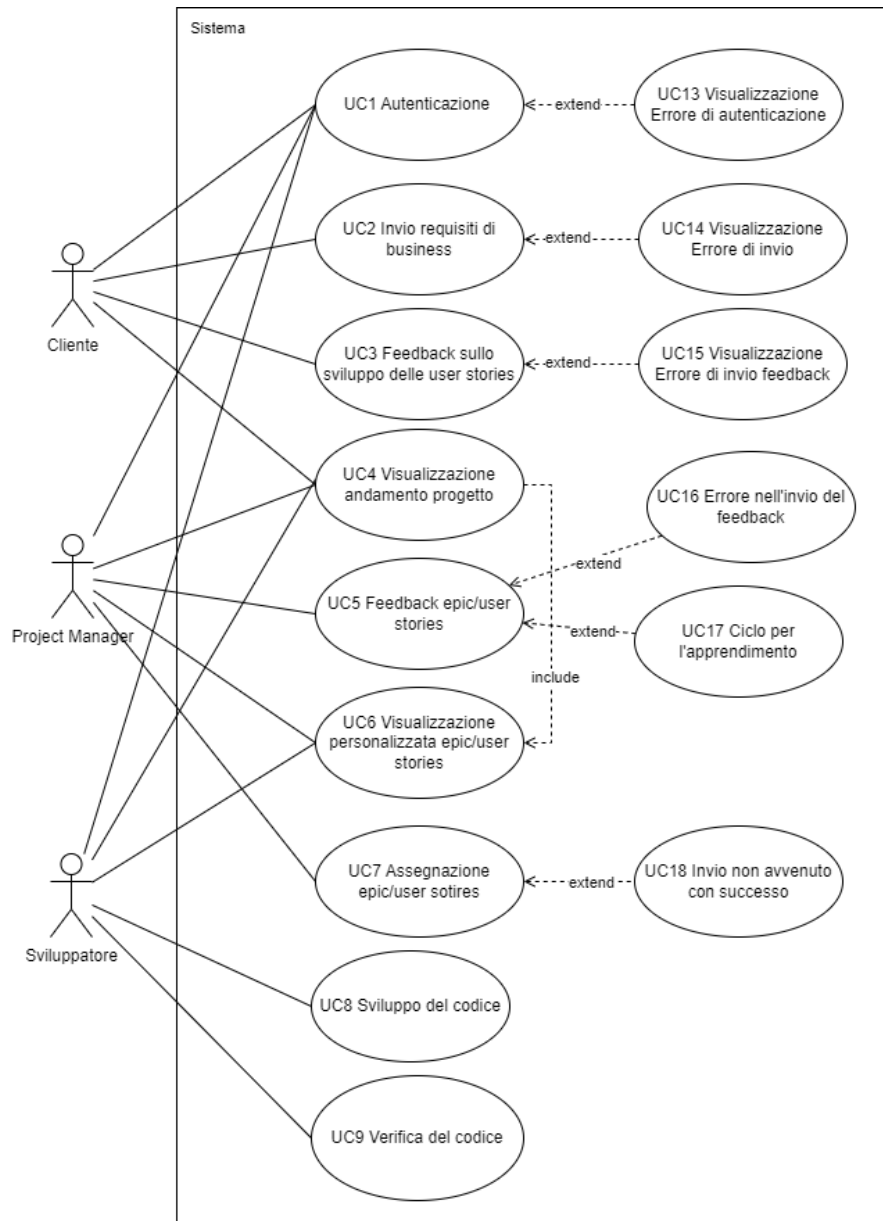 Sistema
UC1 Autenticazione
extend
UC13 Visualizzazione
Errore di autenticazione
UC2 Invio requisiti di
business
extend
UC14 Visualizzazione
Errore di invio
Cliente
UC3 Feedback sullo
sviluppo delle user stories
extend
UC15 Visualizzazione
Errore di invio feedback
UC4 Visualizzazione
andamento progetto
UC16 Errore nell'invio del
feedback
extend
Project Manager
UC5 Feedback epic/user
stories
extend
UC17 Ciclo per
l'apprendimento
include
UC6 Visualizzazione
personalizzata epic/user
stories
Sviluppatore
UC7 Assegnazione
epic/user sotires
extend
UC18 Invio non avvenuto
con successo
UC8 Sviluppo del codice
UC9 Verifica del codice